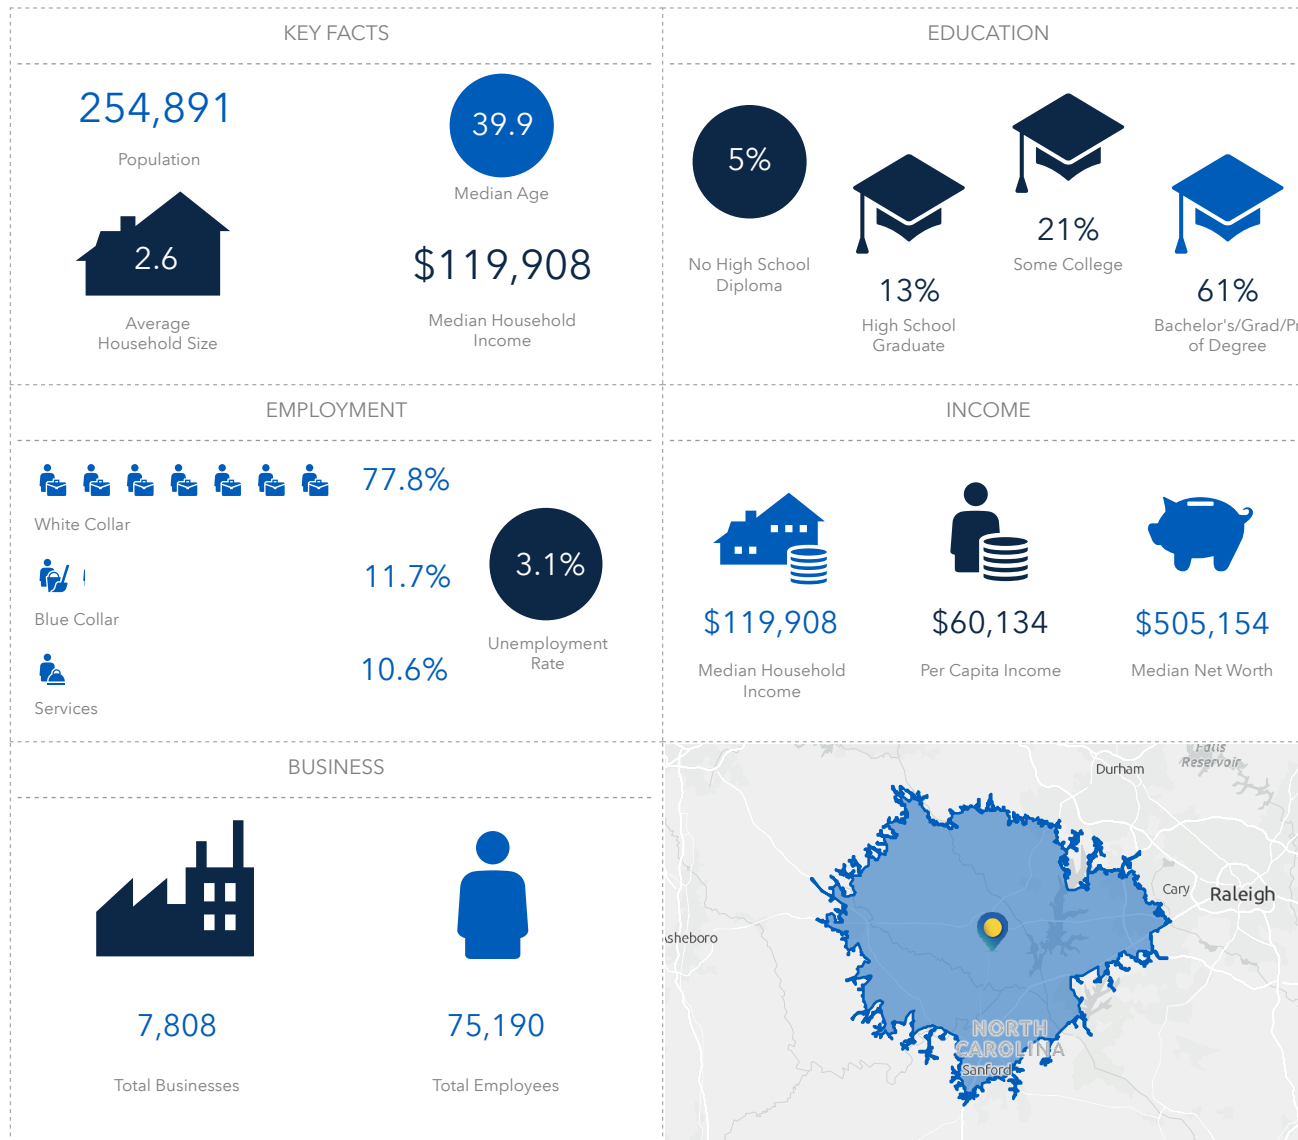 KEY FACTS
254,891
Population
39.9
Median Age
2.6
Average
Household Size
$119,908
Median Household
Income
EDUCATION
5%
No High School
Diploma
13%
High School
Graduate
21%
Some College
61%
Bachelor's/Grad/Pr
of Degree
EMPLOYMENT
77.8%
White Collar
11.7%
Blue Collar
10.6%
Services
3.1%
Unemployment
Rate
INCOME
$119,908
Median Household
Income
$60,134
Per Capita Income
$505,154
Median Net Worth
BUSINESS
7,808
Total Businesses
75,190
Total Employees
Falls
Reservoir
Durham
Cary
Raleigh
sheboro
NORTH
CAROLINA
Sanford